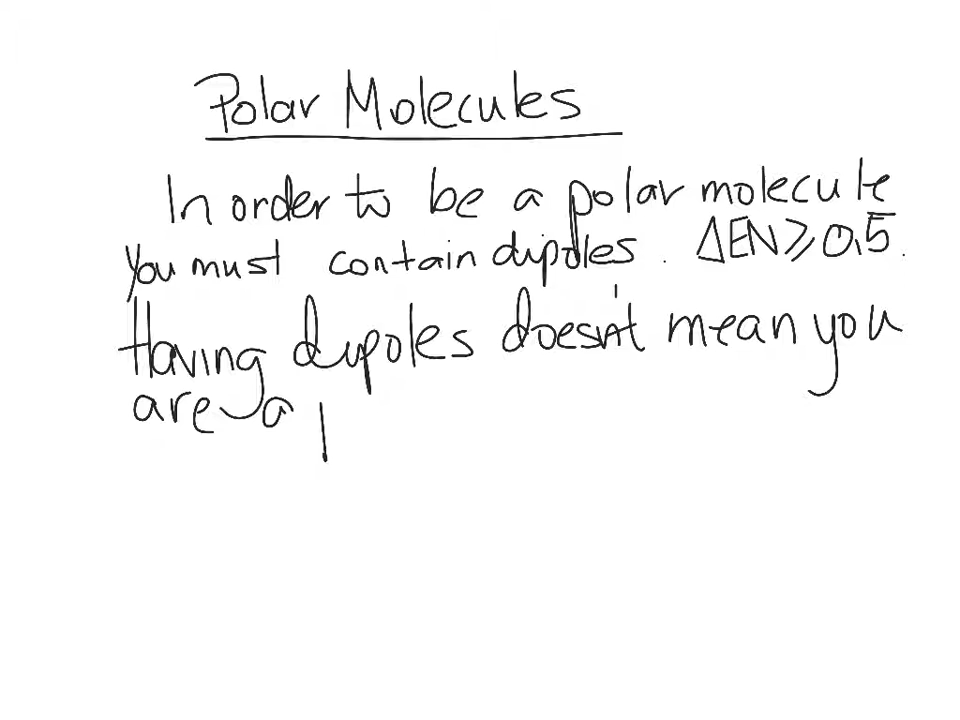 Polar Molecules
In order to be a polar molecule
you must contain dipoles. ΔEN ≥ 0.5.
Having dipoles doesn't mean you
are a